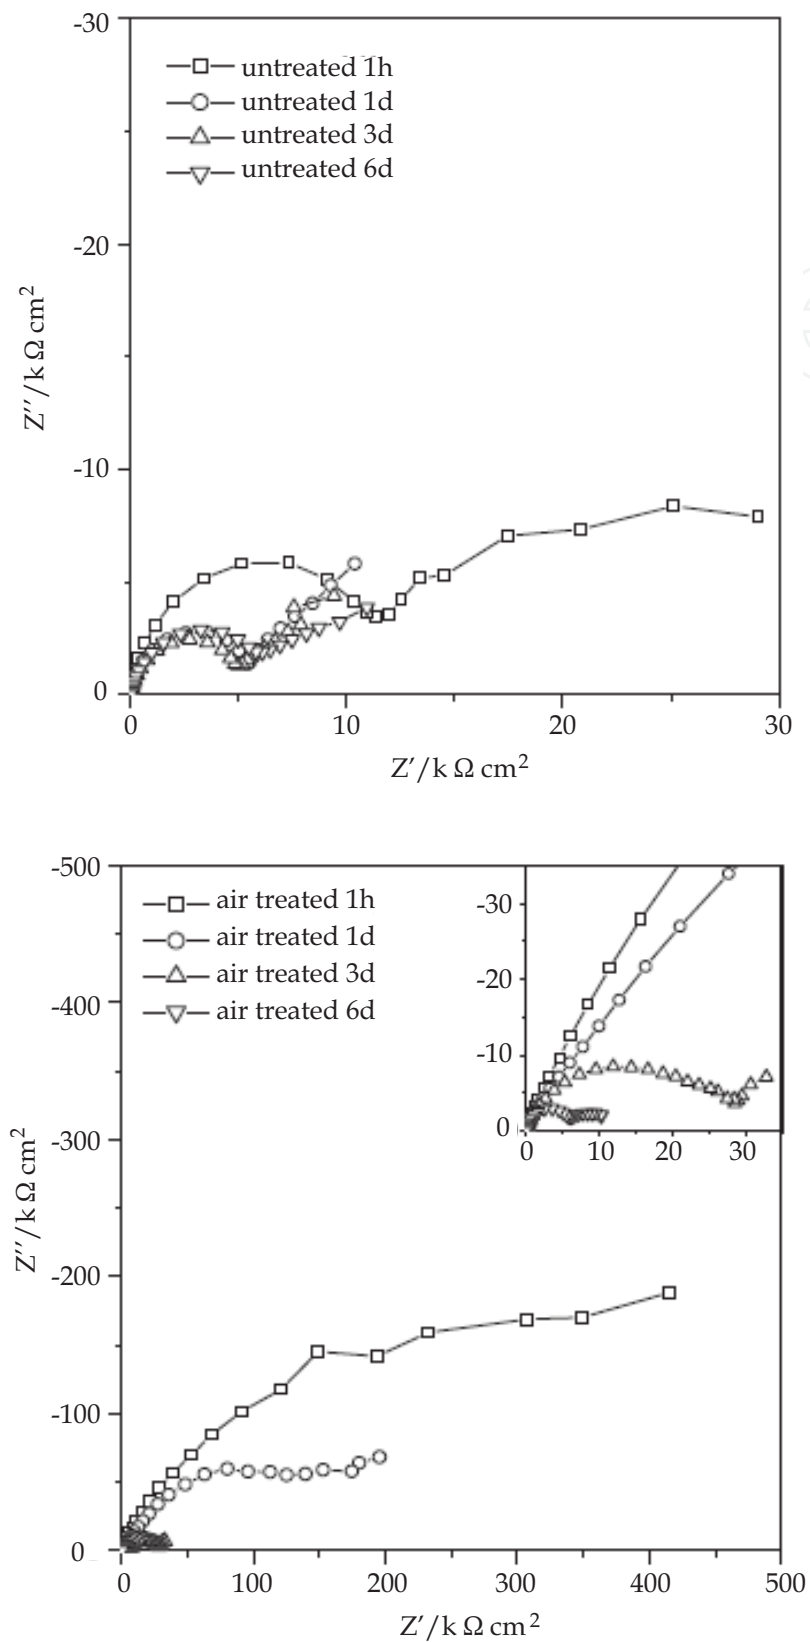 -30
untreated 1h
untreated 1d
untreated 3d
untreated 6d
-20
Z′′/k Ω cm²
-10
0
0 10 20 30
Z′/k Ω cm²
-500
air treated 1h
air treated 1d
air treated 3d
air treated 6d
-400
-300
Z′′/k Ω cm²
-200
-100
0
0 100 200 300 400 500
Z′/k Ω cm²
-30
-20
-10
0
0 10 20 30